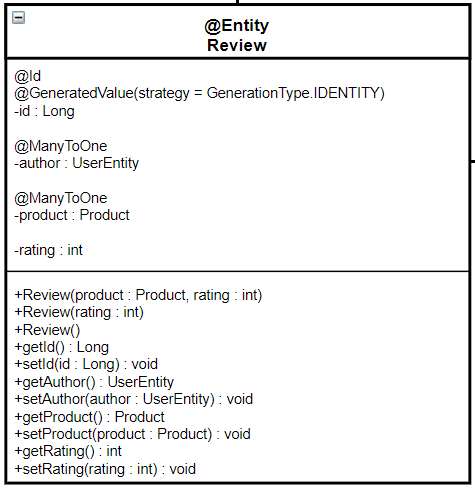 @Entity
Review
@Id
@GeneratedValue(strategy = GenerationType.IDENTITY)
-id : Long
@ManyToOne
-author : UserEntity
@ManyToOne
-product : Product
-rating : int
+Review(product : Product, rating : int)
+Review(rating : int)
+Review()
+getId() : Long
+setId(id : Long) : void
+getAuthor() : UserEntity
+setAuthor(author : UserEntity) : void
+getProduct() : Product
+setProduct(product : Product) : void
+getRating() : int
+setRating(rating : int) : void